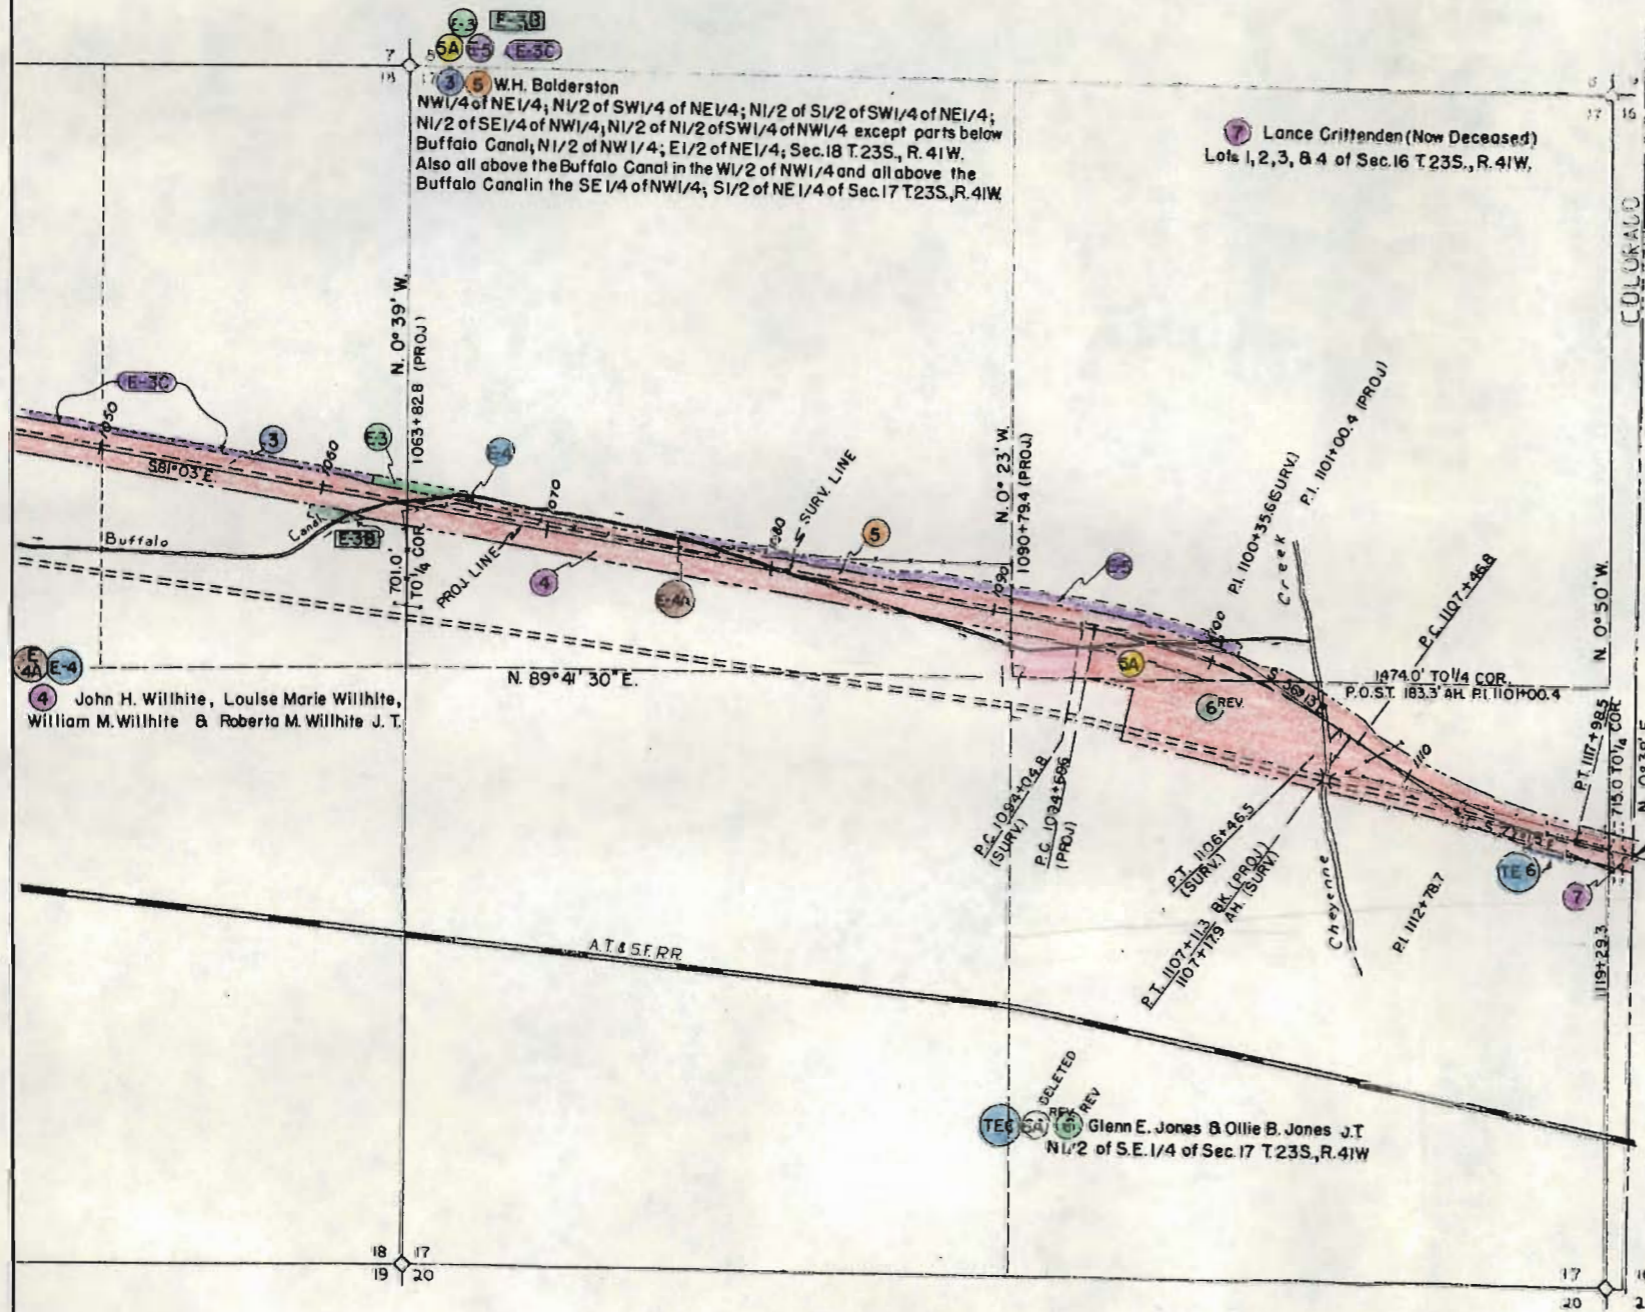 E-3 E-3B
5A E-5 E-3C
7
18 17
3 5 W.H. Balderston
NW1/4 of NE1/4; N1/2 of SW1/4 of NE1/4; N1/2 of S1/2 of SW1/4 of NE1/4;
N1/2 of SE1/4 of NW1/4; N1/2 of N1/2 of SW1/4 of NW1/4 except parts below
Buffalo Canal; N1/2 of NW1/4; E1/2 of NE1/4; Sec.18 T.23S., R.41W.
Also all above the Buffalo Canal in the W1/2 of NW1/4 and all above the
Buffalo Canal in the SE1/4 of NW1/4; S1/2 of NE1/4 of Sec.17 T.23S., R.41W.
17 16
7 Lance Crittenden (Now Deceased)
Lots 1,2,3, & 4 of Sec.16 T.23S., R.41W.
COLORADO
N. 0° 39' W.
1063+82.8 (PROJ)
E-3C
1050
3
E-3
1060
S81°03'E
E-4
1070
1080
SURV. LINE
5
N. 0° 23' W.
1090+79.4 (PROJ.)
P.I. 1100+35.6 (SURV.)
P.I. 1101+00.4 (PROJ)
Creek
P.C. 1107+46.8
N. 0°50' W.
Buffalo
Canal
E-3B
701.0'
TO 1/4 COR.
PROJ. LINE
4
E-4A
1090
E-5
1100
5A
E-4A E-4
N. 89° 41' 30" E.
S. 56°13'E
1474.0' TO 1/4 COR.
P.O.S.T. 183.3' AH. P.I. 1101+00.4
4 John H. Willhite, Louise Marie Willhite,
William M. Willhite & Roberta M. Willhite J. T.
6 REV.
1110
P.T. 1117+98.5
715.0 TO 1/4 COR.
P.C. 1094+04.8
(SURV.)
P.C. 1094+69.6
(PROJ)
P.T. 1106+46.5
(SURV.)
P.T. 1107+11.3 BK. (PROJ)
1107+17.9 AH. (SURV.)
Cheyenne
P.I. 1112+78.7
TE 6
7
1119+29.3
A.T. & S.F. RR
DELETED
REV.
REV
TE6 6A 6 Glenn E. Jones & Ollie B. Jones J.T.
N1/2 of S.E.1/4 of Sec.17 T.23S., R.41W
18 17
19 20
17
20